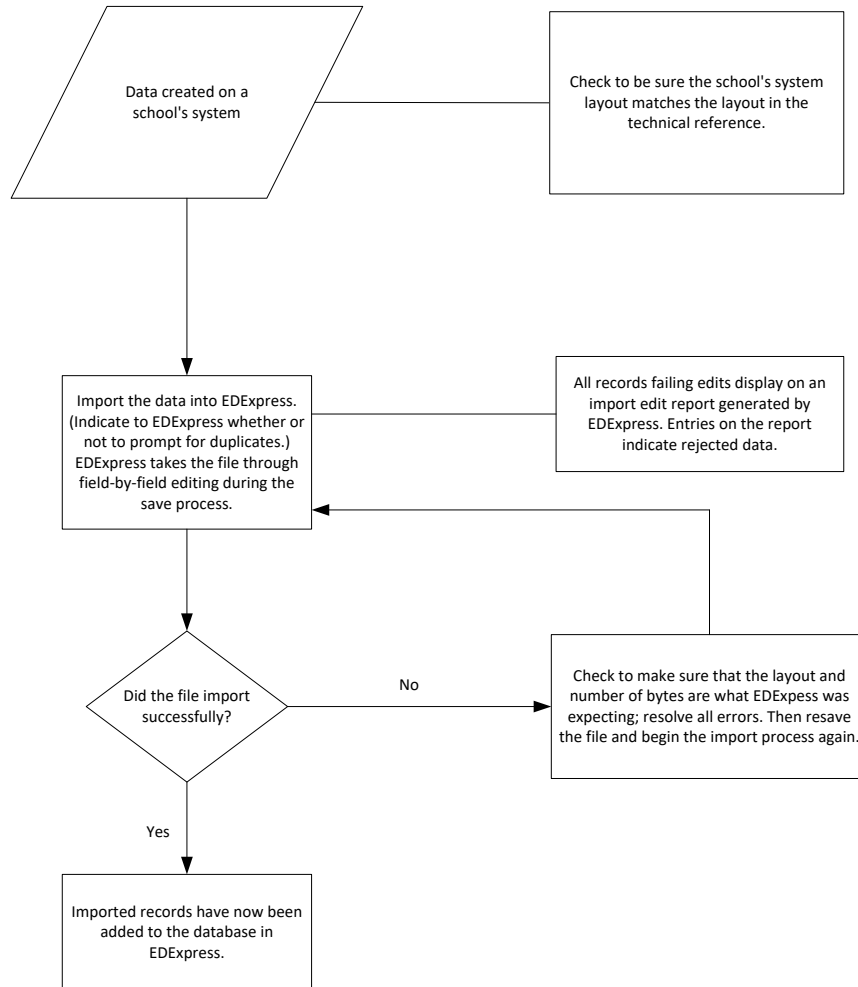 Data created on a
school's system
Check to be sure the school's system
layout matches the layout in the
technical reference.
Import the data into EDExpress.
(Indicate to EDExpress whether or
not to prompt for duplicates.)
EDExpress takes the file through
field-by-field editing during the
save process.
All records failing edits display on an
import edit report generated by
EDExpress. Entries on the report
indicate rejected data.
Did the file import
successfully?
No
Check to make sure that the layout and
number of bytes are what EDExpess was
expecting; resolve all errors. Then resave
the file and begin the import process again.
Yes
Imported records have now been
added to the database in
EDExpress.